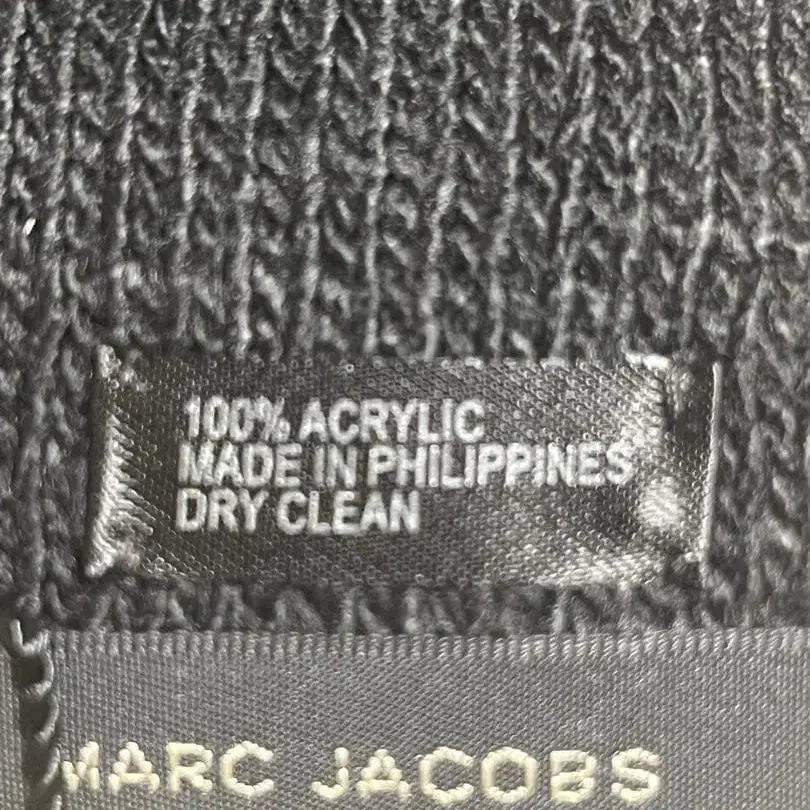 100% ACRYLIC
MADE IN PHILIPPINES
DRY CLEAN
MARC JACOBS